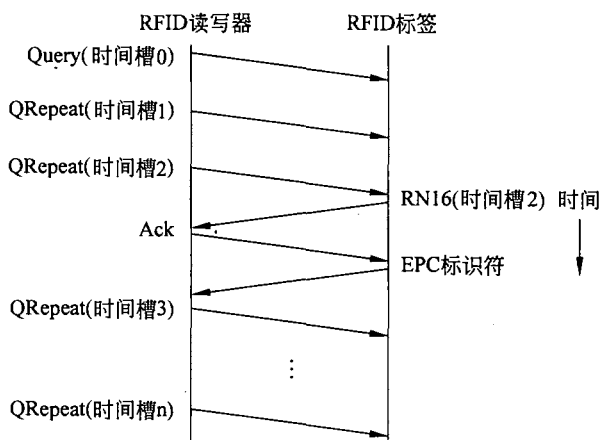 RFID读写器 RFID标签
Query(时间槽0)
QRepeat(时间槽1)
QRepeat(时间槽2)
RN16(时间槽2) 时间
Ack
EPC标识符
QRepeat(时间槽3)
⋮
QRepeat(时间槽n)